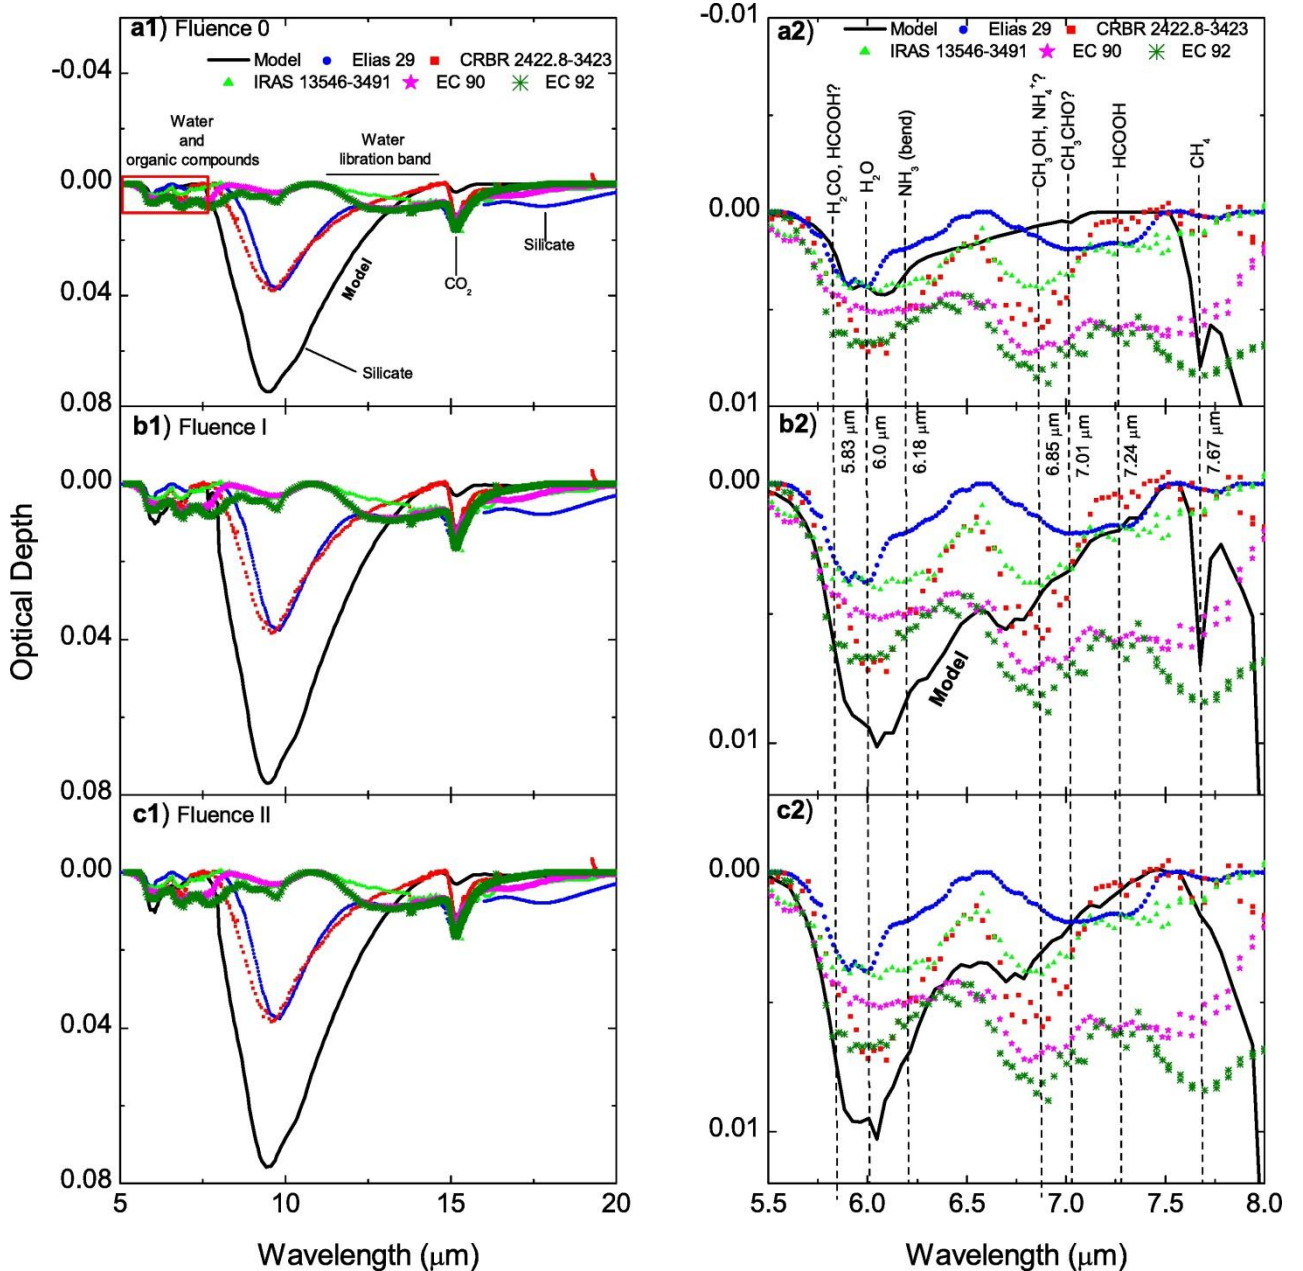 a1) Fluence 0
Model Elias 29 CRBR 2422.8-3423
IRAS 13546-3491 EC 90 EC 92
Water
and
organic compounds
Water
libration band
Model
Silicate
CO2
Silicate
-0.04
0.00
0.04
0.08
b1) Fluence I
0.00
0.04
0.08
c1) Fluence II
0.00
0.04
0.08
5 10 15 20
Wavelength (μm)
Optical Depth
a2)
Model Elias 29 CRBR 2422.8-3423
IRAS 13546-3491 EC 90 EC 92
H2CO, HCOOH?
H2O
NH3 (bend)
CH3OH, NH4+?
CH3CHO?
HCOOH
CH4
-0.01
0.00
0.01
b2)
5.83 μm
6.0 μm
6.18 μm
6.85 μm
7.01 μm
7.24 μm
7.67 μm
Model
0.00
0.01
c2)
0.00
0.01
5.5 6.0 6.5 7.0 7.5 8.0
Wavelength (μm)